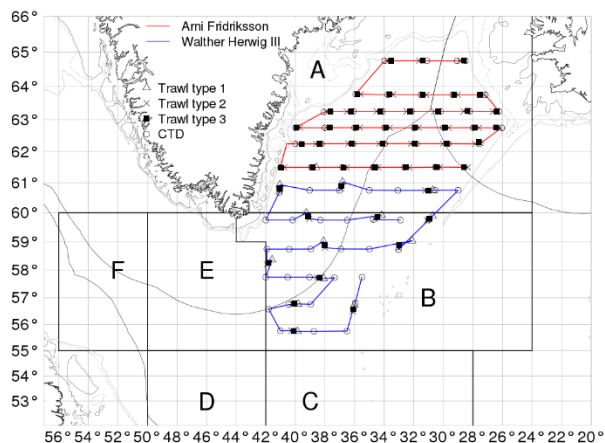 Arni Fridriksson
Walther Herwig III
Trawl type 1
Trawl type 2
Trawl type 3
CTD
66°
65°
64°
63°
62°
61°
60°
59°
58°
57°
56°
55°
53°
A
F
E
B
D
C
56° 54° 52° 50° 48° 46° 44° 42° 40° 38° 36° 34° 32° 30° 28° 26° 24° 22° 20°